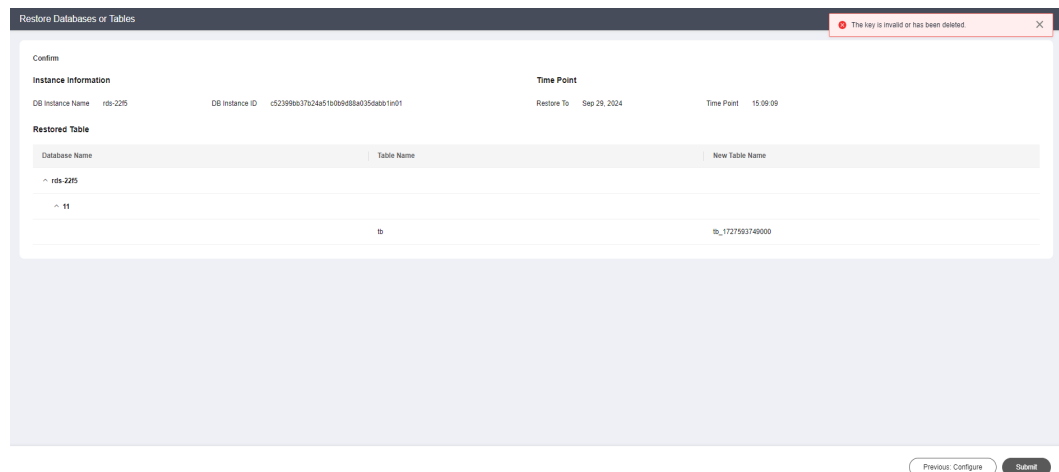 Restore Databases or Tables
The key is invalid or has been deleted.
Confirm
Instance Information
Time Point
DB Instance Name rds-22f5 DB Instance ID c52399bb37b24a51b0b9d88a035dabb1in01 Restore To Sep 29, 2024 Time Point 15:09:09
Restored Table
Database Name Table Name New Table Name
rds-22f5
11
tb tb_1727593749000
Previous: Configure Submit